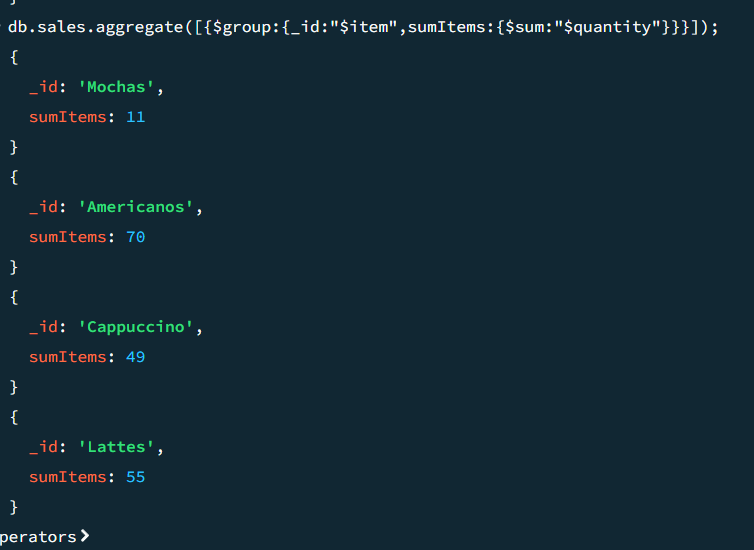 db.sales.aggregate([{$group:{_id:"$item",sumItems:{$sum:"$quantity"}}}]);
{
_id: 'Mochas',
sumItems: 11
}
{
_id: 'Americanos',
sumItems: 70
}
{
_id: 'Cappuccino',
sumItems: 49
}
{
_id: 'Lattes',
sumItems: 55
}
perators>